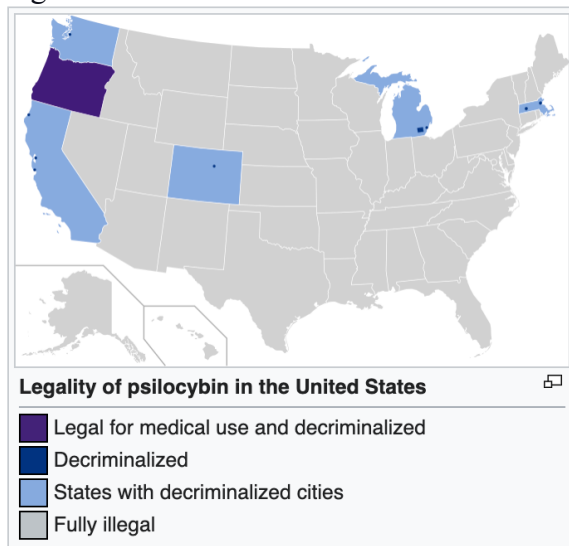 Legality of psilocybin in the United States
Legal for medical use and decriminalized
Decriminalized
States with decriminalized cities
Fully illegal